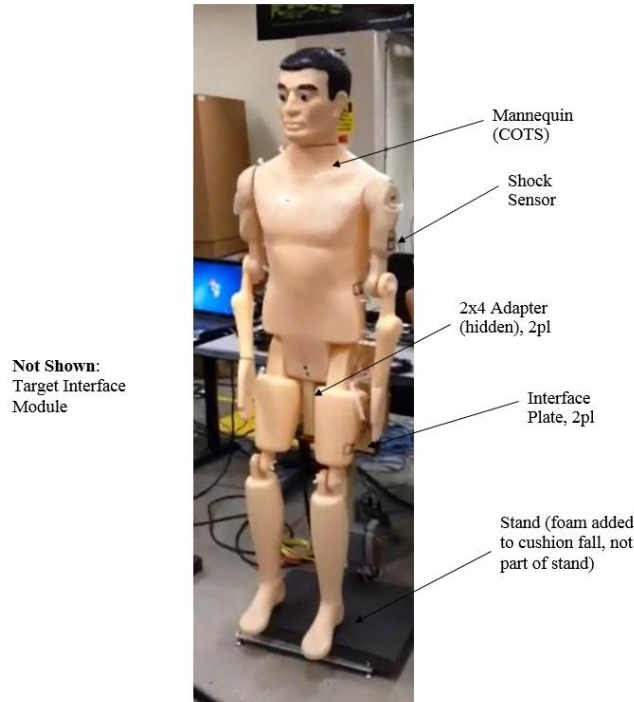 Mannequin
(COTS)
Shock
Sensor
2x4 Adapter
(hidden), 2pl
Not Shown:
Target Interface
Module
Interface
Plate, 2pl
Stand (foam added
to cushion fall, not
part of stand)